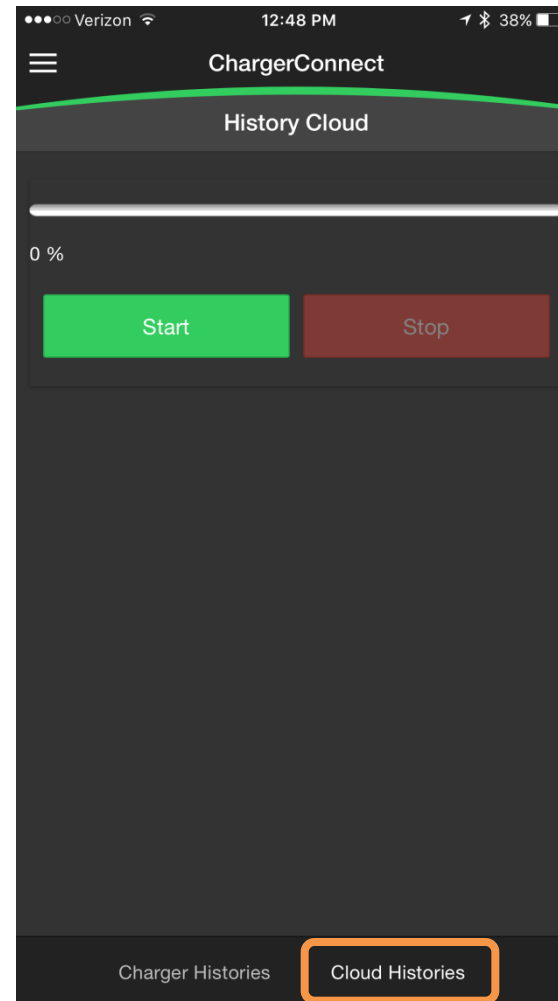 Verizon 12:48 PM 38%
ChargerConnect
History Cloud
0 %
Start Stop
Charger Histories Cloud Histories